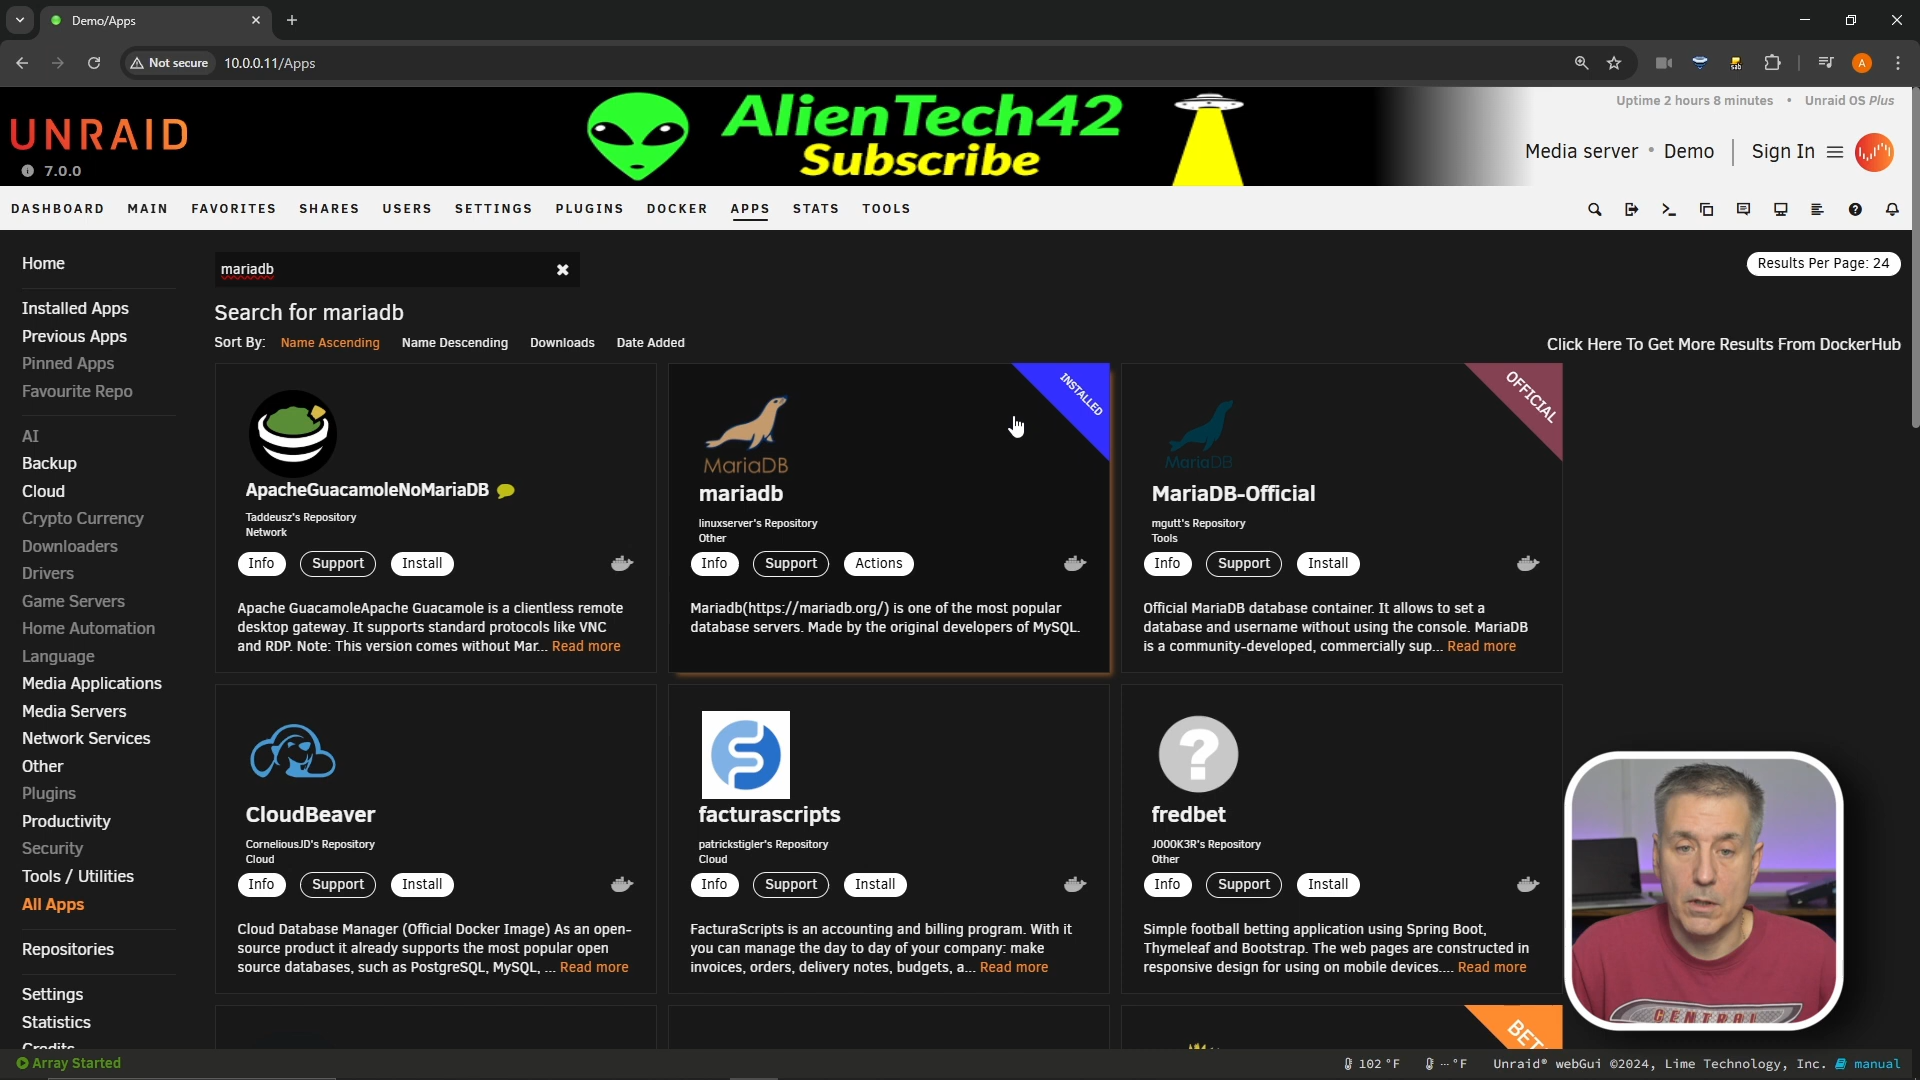 Demo/Apps
Not secure
10.0.0.11/Apps
sab
A
AlienTech42
Subscribe
Uptime 2 hours 8 minutes • Unraid OS Plus
UNRAID
7.0.0
Media server • Demo
Sign In
DASHBOARD MAIN FAVORITES SHARES USERS SETTINGS PLUGINS DOCKER APPS STATS TOOLS
Home
mariadb
Results Per Page: 24
Search for mariadb
Sort By: Name Ascending Name Descending Downloads Date Added
Click Here To Get More Results From DockerHub
Installed Apps
Previous Apps
Pinned Apps
Favourite Repo
AI
Backup
Cloud
Crypto Currency
Downloaders
Drivers
Game Servers
Home Automation
Language
Media Applications
Media Servers
Network Services
Other
Plugins
Productivity
Security
Tools / Utilities
All Apps
Repositories
Settings
Statistics
Credits
ApacheGuacamoleNoMariaDB
Taddeusz's Repository
Network
Info Support Install
Apache GuacamoleApache Guacamole is a clientless remote
desktop gateway. It supports standard protocols like VNC
and RDP. Note: This version comes without Mar... Read more
INSTALLED
MariaDB
mariadb
linuxserver's Repository
Other
Info Support Actions
Mariadb(https://mariadb.org/) is one of the most popular
database servers. Made by the original developers of MySQL.
OFFICIAL
MariaDB
MariaDB-Official
mgutt's Repository
Tools
Info Support Install
Official MariaDB database container. It allows to set a
database and username without using the console. MariaDB
is a community-developed, commercially sup... Read more
CloudBeaver
CorneliousJD's Repository
Cloud
Info Support Install
Cloud Database Manager (Official Docker Image) As an open-
source product it already supports the most popular open
source databases, such as PostgreSQL, MySQL, ... Read more
facturascripts
patrickstigler's Repository
Cloud
Info Support Install
FacturaScripts is an accounting and billing program. With it
you can manage the day to day of your company: make
invoices, orders, delivery notes, budgets, a... Read more
?
fredbet
J000K3R's Repository
Other
Info Support Install
Simple football betting application using Spring Boot,
Thymeleaf and Bootstrap. The web pages are constructed in
responsive design for using on mobile devices.... Read more
BETA
CENTRAL
Array Started
102 °F
-- °F
Unraid® webGui ©2024, Lime Technology, Inc.
manual